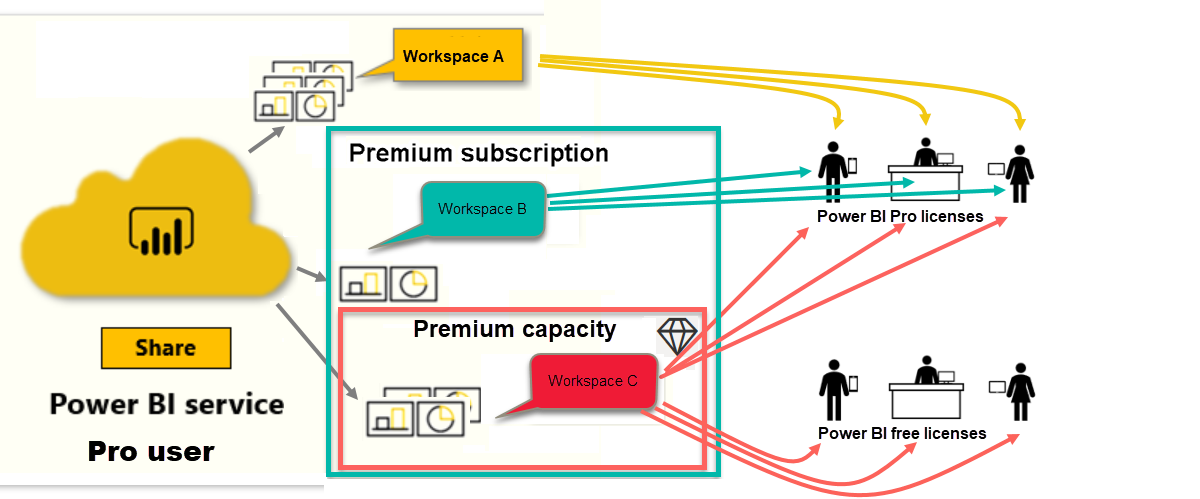 Workspace A
Premium subscription
Workspace B
Power BI Pro licenses
Premium capacity
Share
Workspace C
Power BI service
Pro user
Power BI free licenses